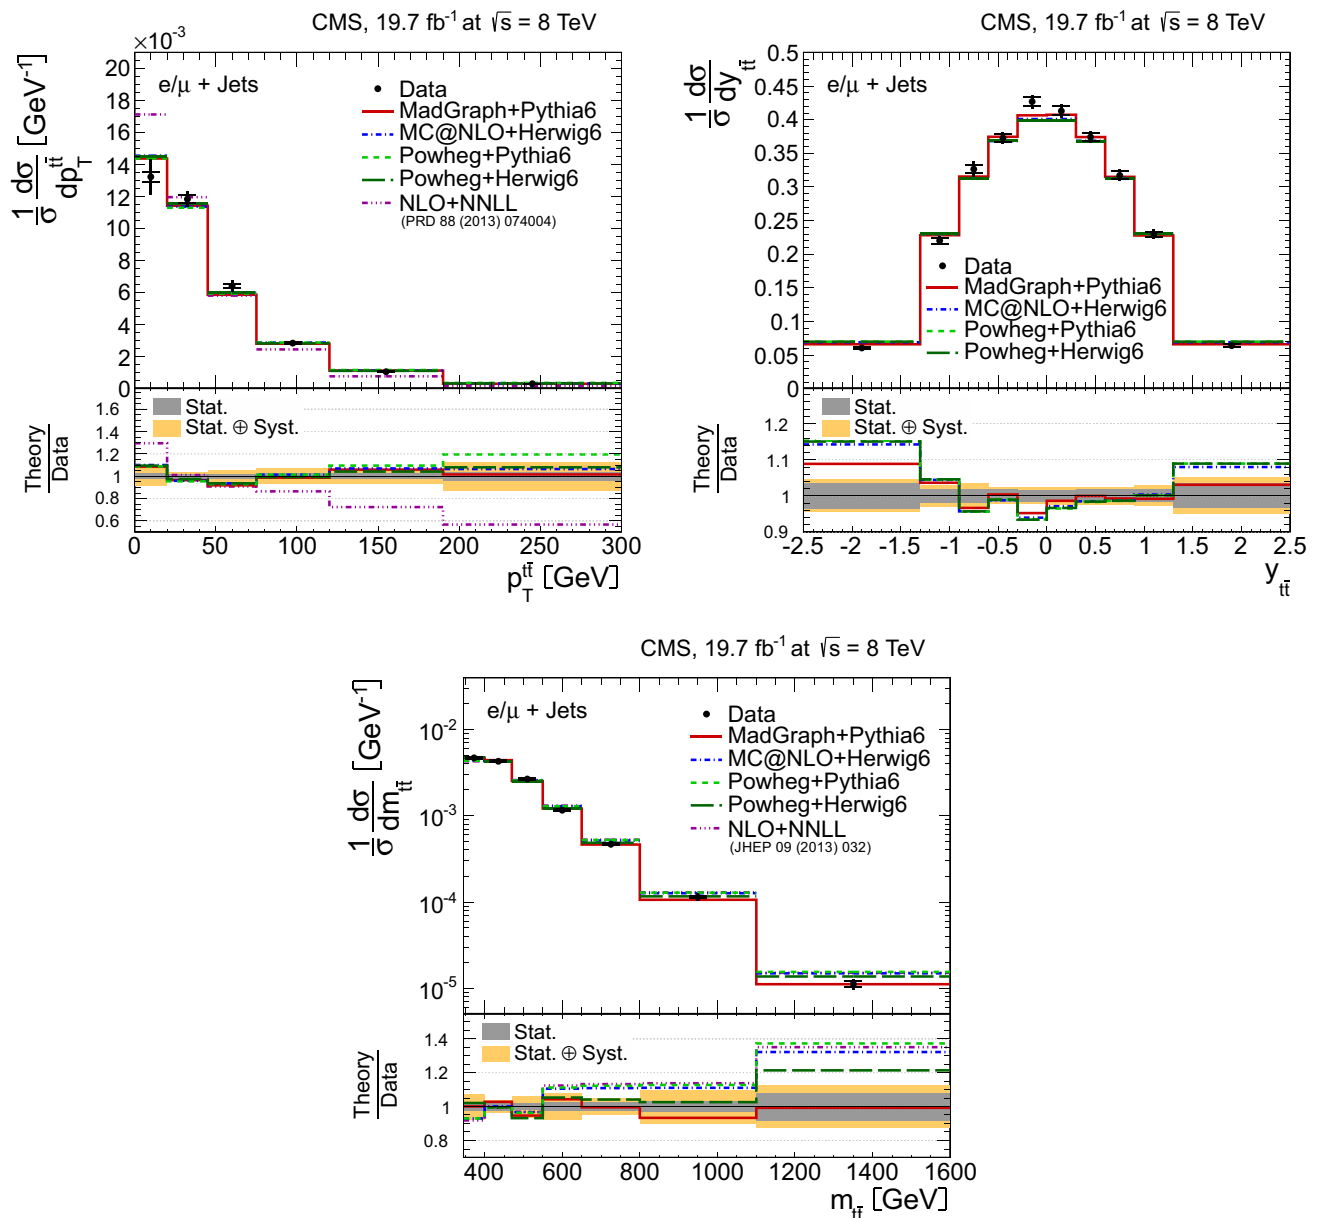 CMS, 19.7 fb⁻¹ at √s = 8 TeV
×10⁻³
1/σ dσ/dp_T^{tt̄} [GeV⁻¹]
e/μ + Jets
Data
MadGraph+Pythia6
MC@NLO+Herwig6
Powheg+Pythia6
Powheg+Herwig6
NLO+NNLL
(PRD 88 (2013) 074004)
20
18
16
14
12
10
8
6
4
2
0
Theory/Data
Stat.
Stat. ⊕ Syst.
1.6
1.4
1.2
1
0.8
0.6
0 50 100 150 200 250 300
p_T^{tt̄} [GeV]
CMS, 19.7 fb⁻¹ at √s = 8 TeV
1/σ dσ/dy_{tt̄}
e/μ + Jets
0.5
0.45
0.4
0.35
0.3
0.25
0.2
0.15
0.1
0.05
0
Data
MadGraph+Pythia6
MC@NLO+Herwig6
Powheg+Pythia6
Powheg+Herwig6
Theory/Data
Stat.
Stat. ⊕ Syst.
1.2
1.1
1
0.9
-2.5 -2 -1.5 -1 -0.5 0 0.5 1 1.5 2 2.5
y_{tt̄}
CMS, 19.7 fb⁻¹ at √s = 8 TeV
1/σ dσ/dm_{tt̄} [GeV⁻¹]
e/μ + Jets
Data
MadGraph+Pythia6
MC@NLO+Herwig6
Powheg+Pythia6
Powheg+Herwig6
NLO+NNLL
(JHEP 09 (2013) 032)
10⁻²
10⁻³
10⁻⁴
10⁻⁵
Theory/Data
Stat.
Stat. ⊕ Syst.
1.4
1.2
1
0.8
400 600 800 1000 1200 1400 1600
m_{tt̄} [GeV]